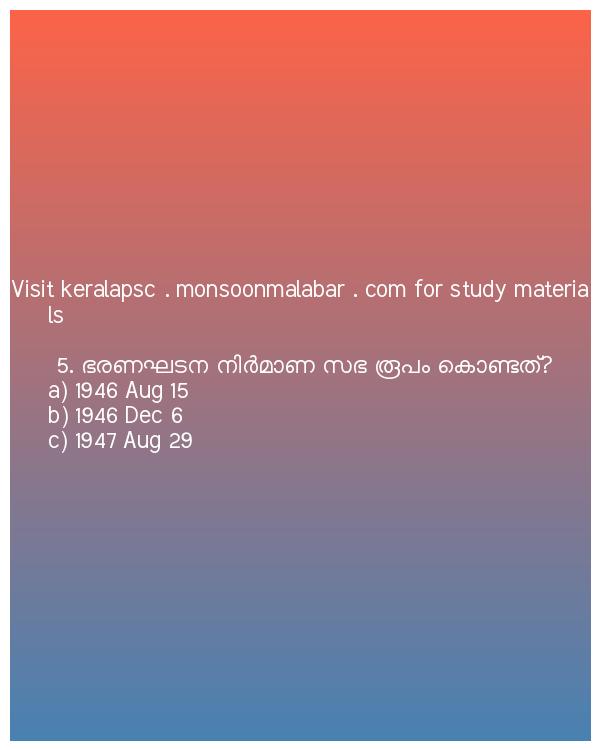 Visit keralapsc . monsoonmalabar . com for study materia
ls
5. ഭരണഘടന നിർമാണ സഭ രൂപം കൊണ്ടത്?
a) 1946 Aug 15
b) 1946 Dec 6
c) 1947 Aug 29